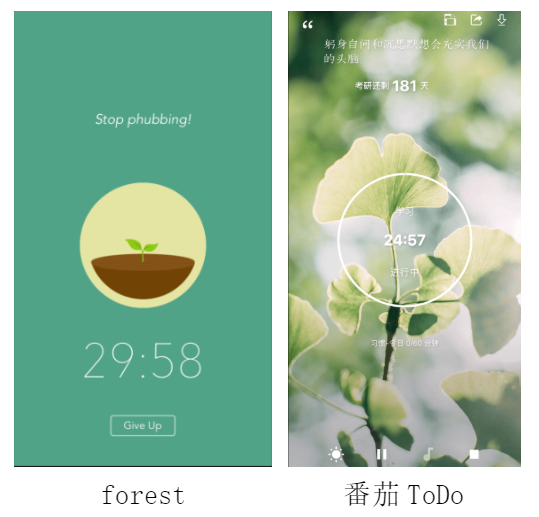 Stop phubbing!
29:58
Give Up
forest
“
躬身自问和沉思默想会充实我们
的头脑
考研还剩 181 天
学习
24:57
进行中
习惯·今日 0/60 分钟
番茄 ToDo